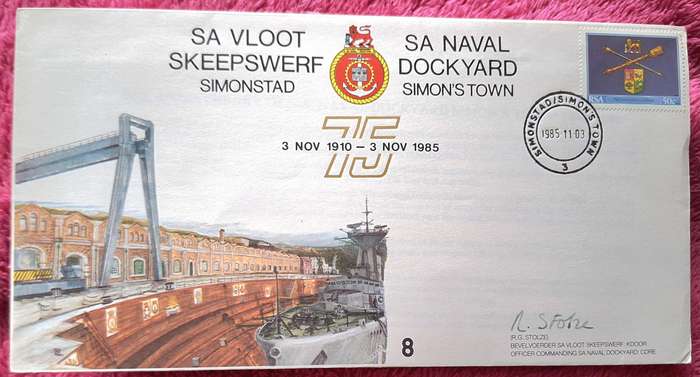 SA VLOOT
SKEEPSWERF
SIMONSTAD
SA NAVAL
DOCKYARD
SIMON'S TOWN
75
3 NOV 1910 – 3 NOV 1985
RSA 50c
SIMONSTAD/SIMON'S TOWN
1985 11 03
3
8
R. Stolze
(R.G. STOLZE)
BEVELVOERDER SA VLOOT SKEEPSWERF: KDOOR
OFFICER COMMANDING SA NAVAL DOCKYARD: CDRE